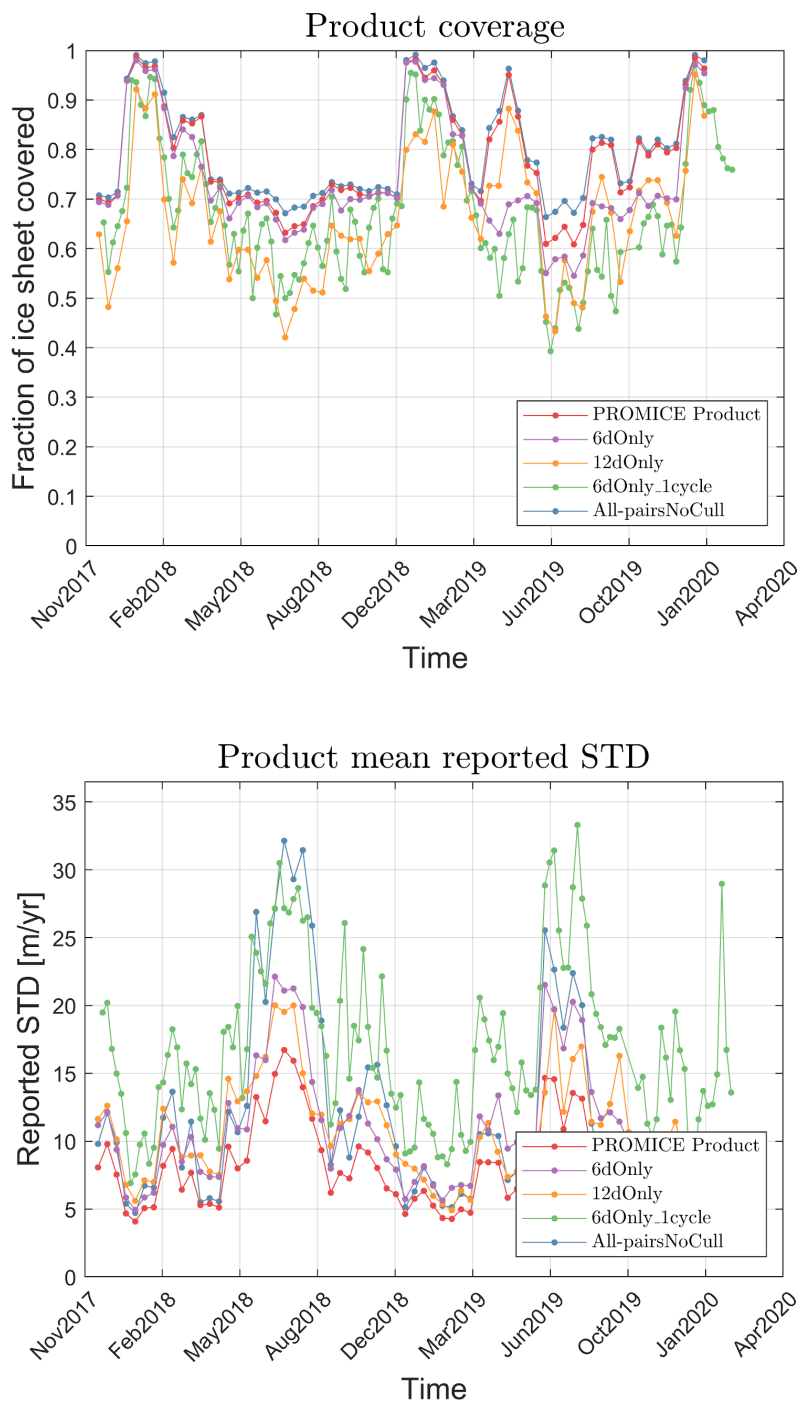 Product coverage
Fraction of ice sheet covered
1
0.9
0.8
0.7
0.6
0.5
0.4
0.3
0.2
0.1
0
PROMICE Product
6dOnly
12dOnly
6dOnly_1cycle
All-pairsNoCull
Nov2017
Feb2018
May2018
Aug2018
Dec2018
Mar2019
Jun2019
Oct2019
Jan2020
Apr2020
Time
Product mean reported STD
Reported STD [m/yr]
35
30
25
20
15
10
5
0
PROMICE Product
6dOnly
12dOnly
6dOnly_1cycle
All-pairsNoCull
Nov2017
Feb2018
May2018
Aug2018
Dec2018
Mar2019
Jun2019
Oct2019
Jan2020
Apr2020
Time